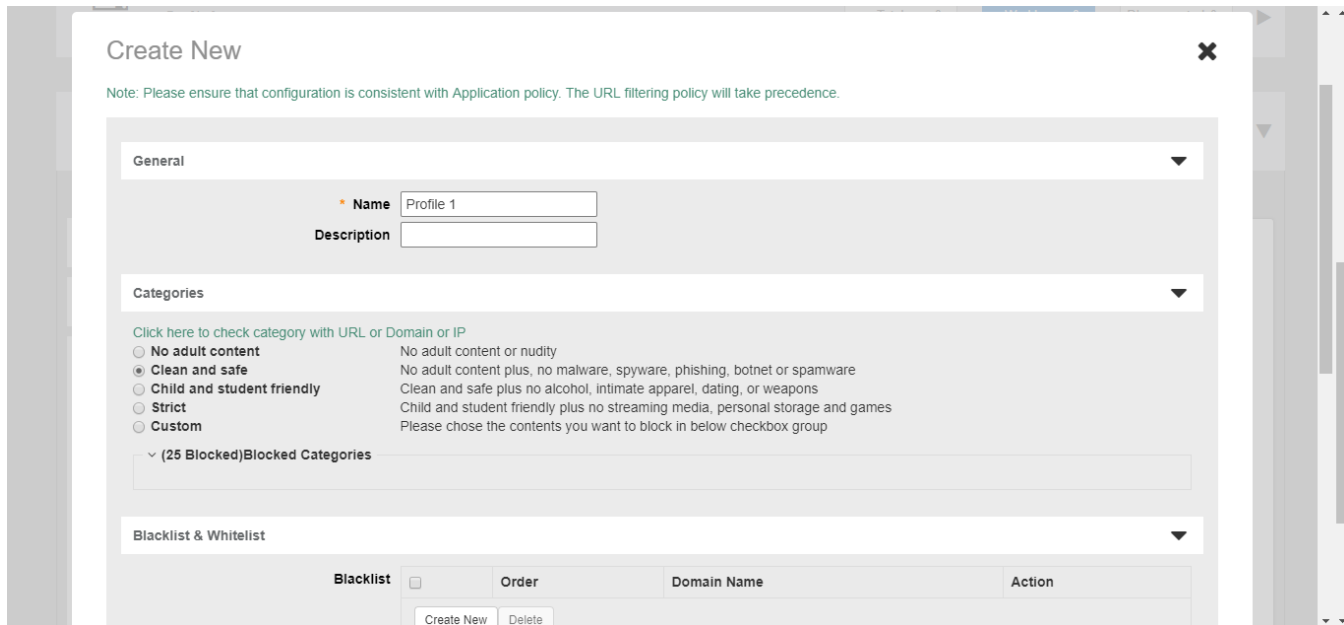 Create New
Note: Please ensure that configuration is consistent with Application policy. The URL filtering policy will take precedence.
General
* Name Profile 1
Description
Categories
Click here to check category with URL or Domain or IP
No adult content No adult content or nudity
Clean and safe No adult content plus, no malware, spyware, phishing, botnet or spamware
Child and student friendly Clean and safe plus no alcohol, intimate apparel, dating, or weapons
Strict Child and student friendly plus no streaming media, personal storage and games
Custom Please chose the contents you want to block in below checkbox group
(25 Blocked)Blocked Categories
Blacklist & Whitelist
Blacklist Order Domain Name Action
Create New Delete